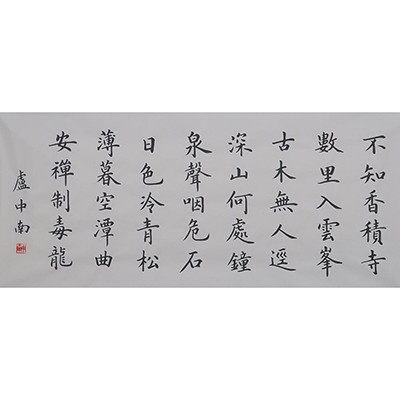 不知香積寺
數里入雲峯
古木無人逕
深山何處鐘
泉聲咽危石
日色冷青松
薄暮空潭曲
安禪制毒龍
盧中南